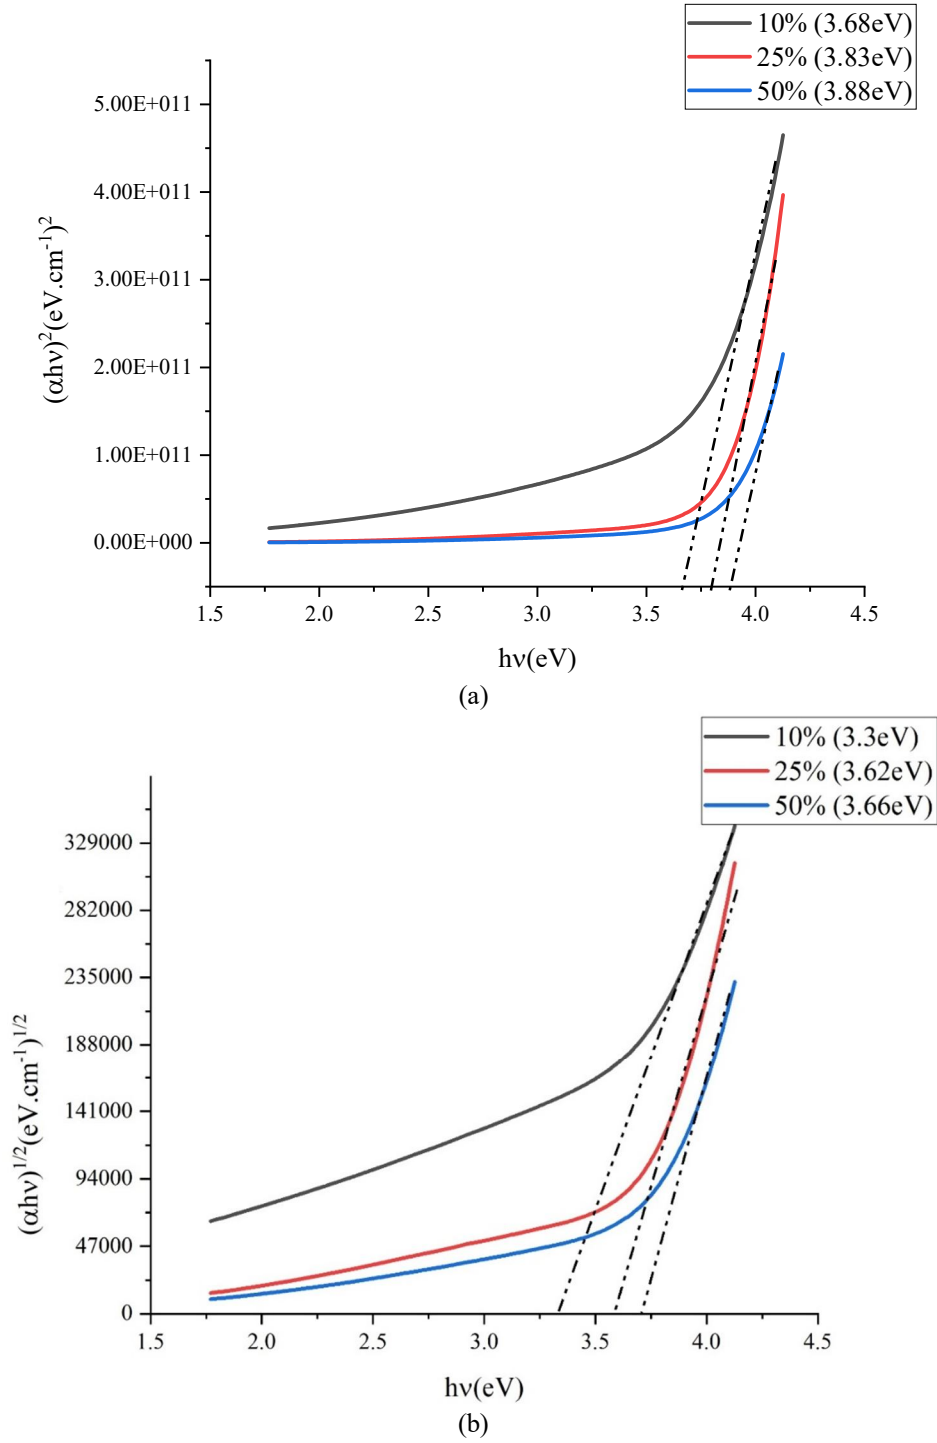 10% (3.68eV)
25% (3.83eV)
50% (3.88eV)
5.00E+011
4.00E+011
3.00E+011
2.00E+011
1.00E+011
0.00E+000
(αhν)²(eV.cm⁻¹)²
1.5 2.0 2.5 3.0 3.5 4.0 4.5
hν(eV)
(a)
10% (3.3eV)
25% (3.62eV)
50% (3.66eV)
329000
282000
235000
188000
141000
94000
47000
0
(αhν)¹ᐟ²(eV.cm⁻¹)¹ᐟ²
1.5 2.0 2.5 3.0 3.5 4.0 4.5
hν(eV)
(b)